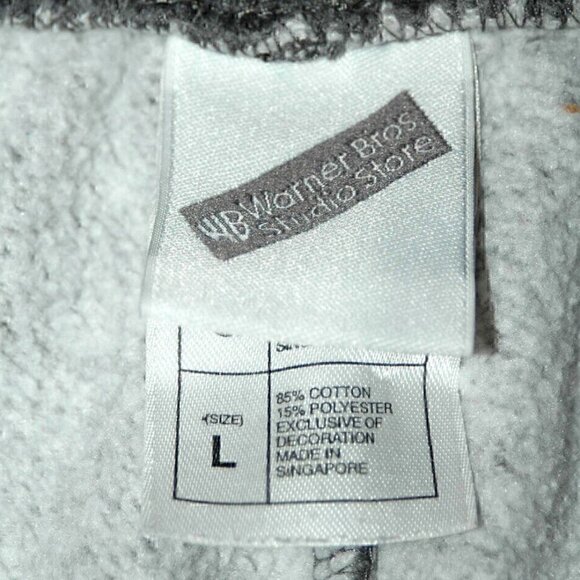 WB Warner Bros.
Studio Store
(SIZE)
L
85% COTTON
15% POLYESTER
EXCLUSIVE OF
DECORATION
MADE IN
SINGAPORE